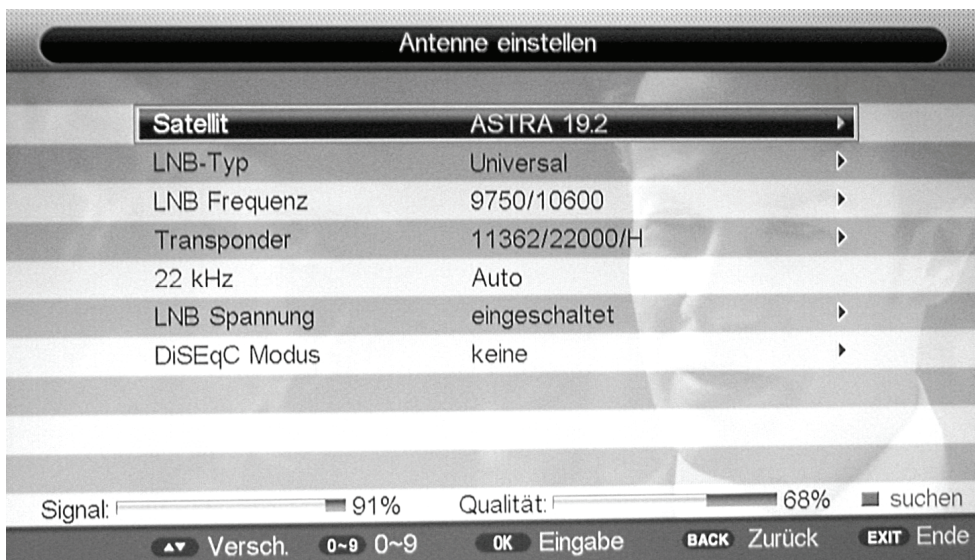 Antenne einstellen
Satellit ASTRA 19.2
LNB-Typ Universal
LNB Frequenz 9750/10600
Transponder 11362/22000/H
22 kHz Auto
LNB Spannung eingeschaltet
DiSEqC Modus keine
Signal: 91% Qualität: 68% suchen
Versch. 0~9 0~9 OK Eingabe BACK Zurück EXIT Ende